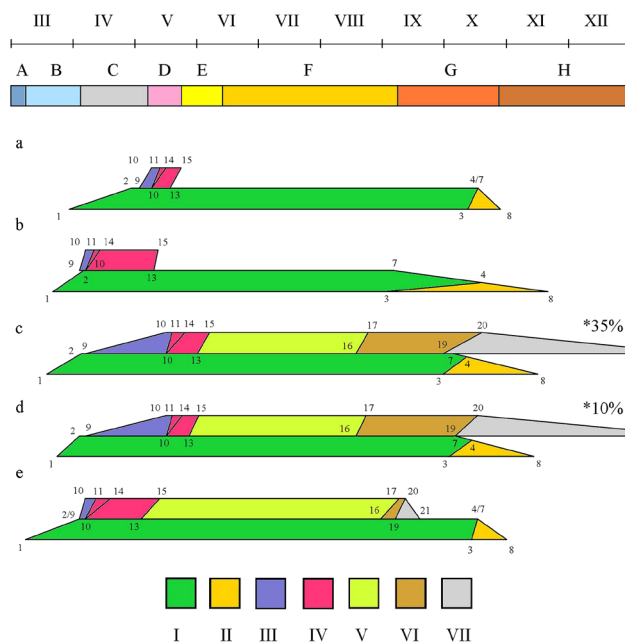 III IV V VI VII VIII IX X XI XII
A B C D E F G H
a
10 11 14 15
2 9 4/7
1 10 13 3 8
b
10 11 14 15
9 10 7
2 13 4
1 3 8
c
10 11 14 15 17 20 *35%
2 9 16 19
10 13 7 4
1 3 8
d
10 11 14 15 17 20 *10%
2 9 16 19
10 13 7 4
1 3 8
e
10 11 14 15 17 20
2/9 16 21 4/7
10 13 19
1 3 8
I II III IV V VI VII